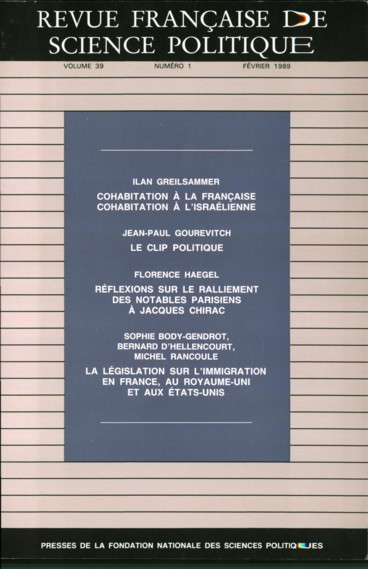 REVUE FRANÇAISE DE
SCIENCE POLITIQUE
VOLUME 39 NUMÉRO 1 FÉVRIER 1989
ILAN GREILSAMMER
COHABITATION À LA FRANÇAISE
COHABITATION À L'ISRAÉLIENNE
JEAN-PAUL GOUREVITCH
LE CLIP POLITIQUE
FLORENCE HAEGEL
RÉFLEXIONS SUR LE RALLIEMENT
DES NOTABLES PARISIENS
À JACQUES CHIRAC
SOPHIE BODY-GENDROT,
BERNARD D'HELLENCOURT,
MICHEL RANCOULE
LA LÉGISLATION SUR L'IMMIGRATION
EN FRANCE, AU ROYAUME-UNI
ET AUX ÉTATS-UNIS
PRESSES DE LA FONDATION NATIONALE DES SCIENCES POLITIQUES